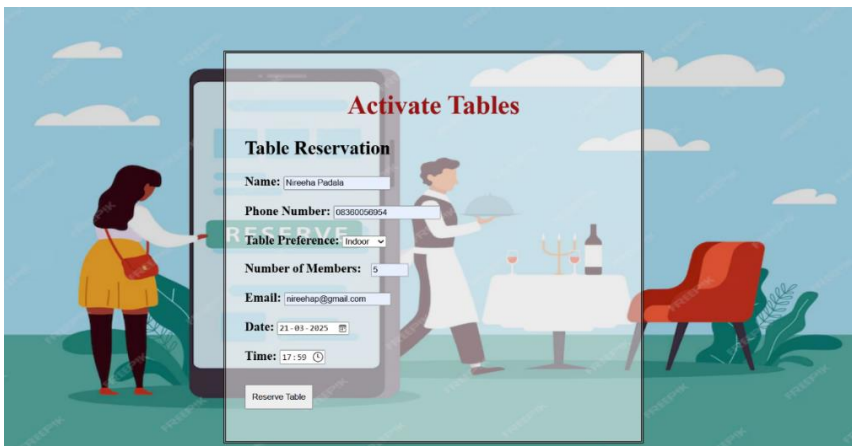 Activate Tables
Table Reservation
Name: Nireeha Padala
Phone Number: 08360056954
RESERVE
Table Preference: Indoor
Number of Members: 5
Email: nireehap@gmail.com
Date: 21-03-2025
Time: 17:59
Reserve Table